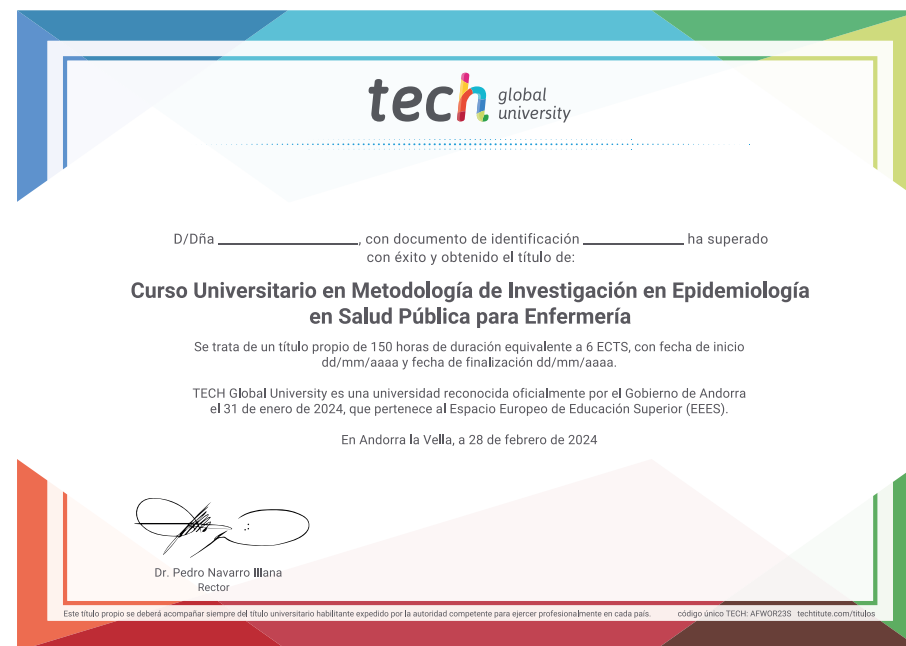 tech global university
D/Dña ____________________, con documento de identificación ______________ ha superado
con éxito y obtenido el título de:
Curso Universitario en Metodología de Investigación en Epidemiología
en Salud Pública para Enfermería
Se trata de un título propio de 150 horas de duración equivalente a 6 ECTS, con fecha de inicio
dd/mm/aaaa y fecha de finalización dd/mm/aaaa.
TECH Global University es una universidad reconocida oficialmente por el Gobierno de Andorra
el 31 de enero de 2024, que pertenece al Espacio Europeo de Educación Superior (EEES).
En Andorra la Vella, a 28 de febrero de 2024
Dr. Pedro Navarro Illana
Rector
Este título propio se deberá acompañar siempre del título universitario habilitante expedido por la autoridad competente para ejercer profesionalmente en cada país. código único TECH: AFWOR23S techtitute.com/titulos